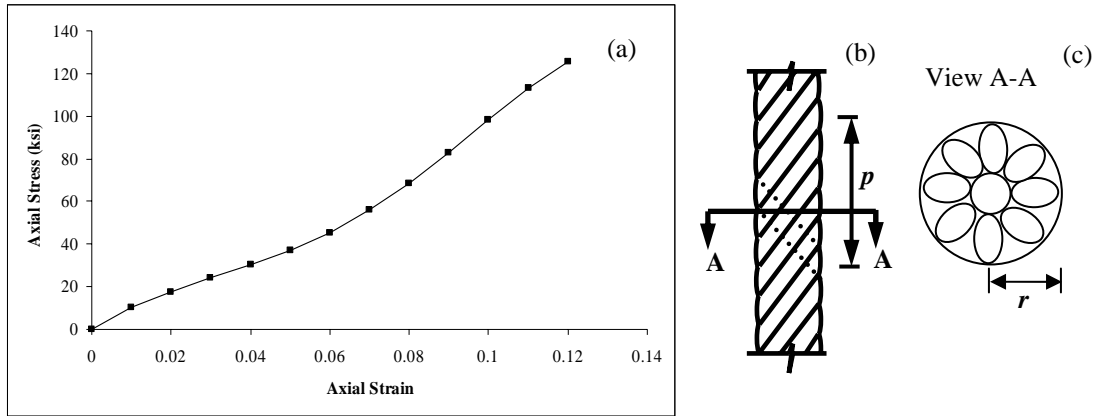 (a)
Axial Stress (ksi)
140
120
100
80
60
40
20
0
0 0.02 0.04 0.06 0.08 0.1 0.12 0.14
Axial Strain
(b)
p
A A
(c)
View A-A
r